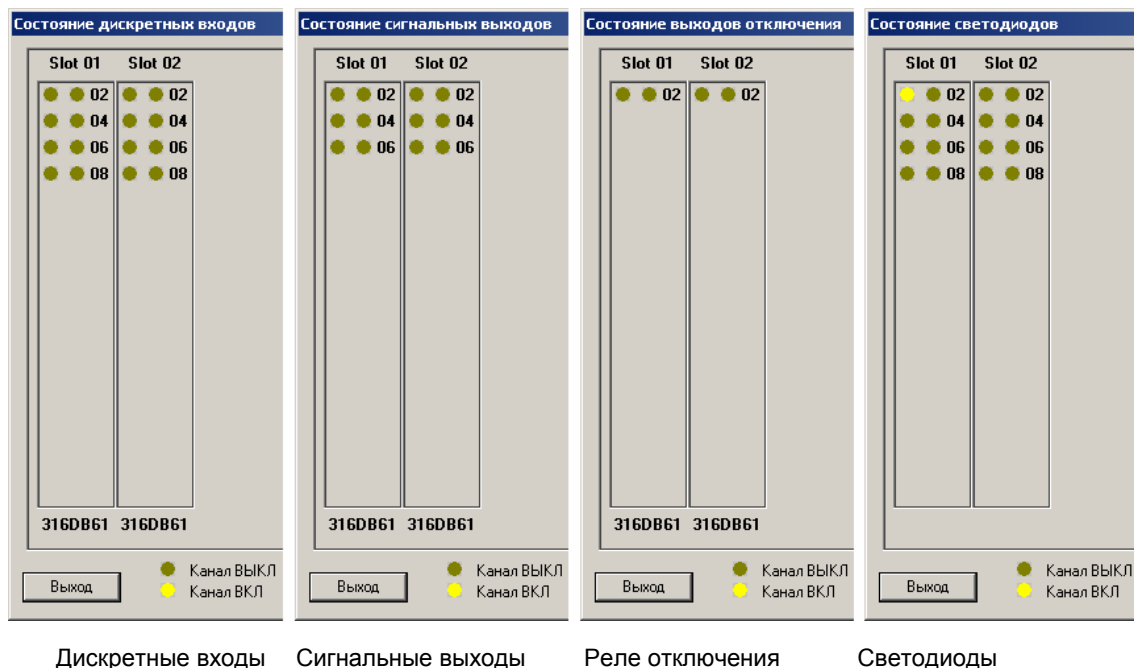 Состояние дискретных входов
Slot 01 Slot 02
02 02
04 04
06 06
08 08
316DB61 316DB61
Выход
Канал ВЫКЛ
Канал ВКЛ
Состояние сигнальных выходов
Slot 01 Slot 02
02 02
04 04
06 06
316DB61 316DB61
Выход
Канал ВЫКЛ
Канал ВКЛ
Состояние выходов отключения
Slot 01 Slot 02
02 02
316DB61 316DB61
Выход
Канал ВЫКЛ
Канал ВКЛ
Состояние светодиодов
Slot 01 Slot 02
02 02
04 04
06 06
08 08
Выход
Канал ВЫКЛ
Канал ВКЛ
Дискретные входы Сигнальные выходы Реле отключения Светодиоды